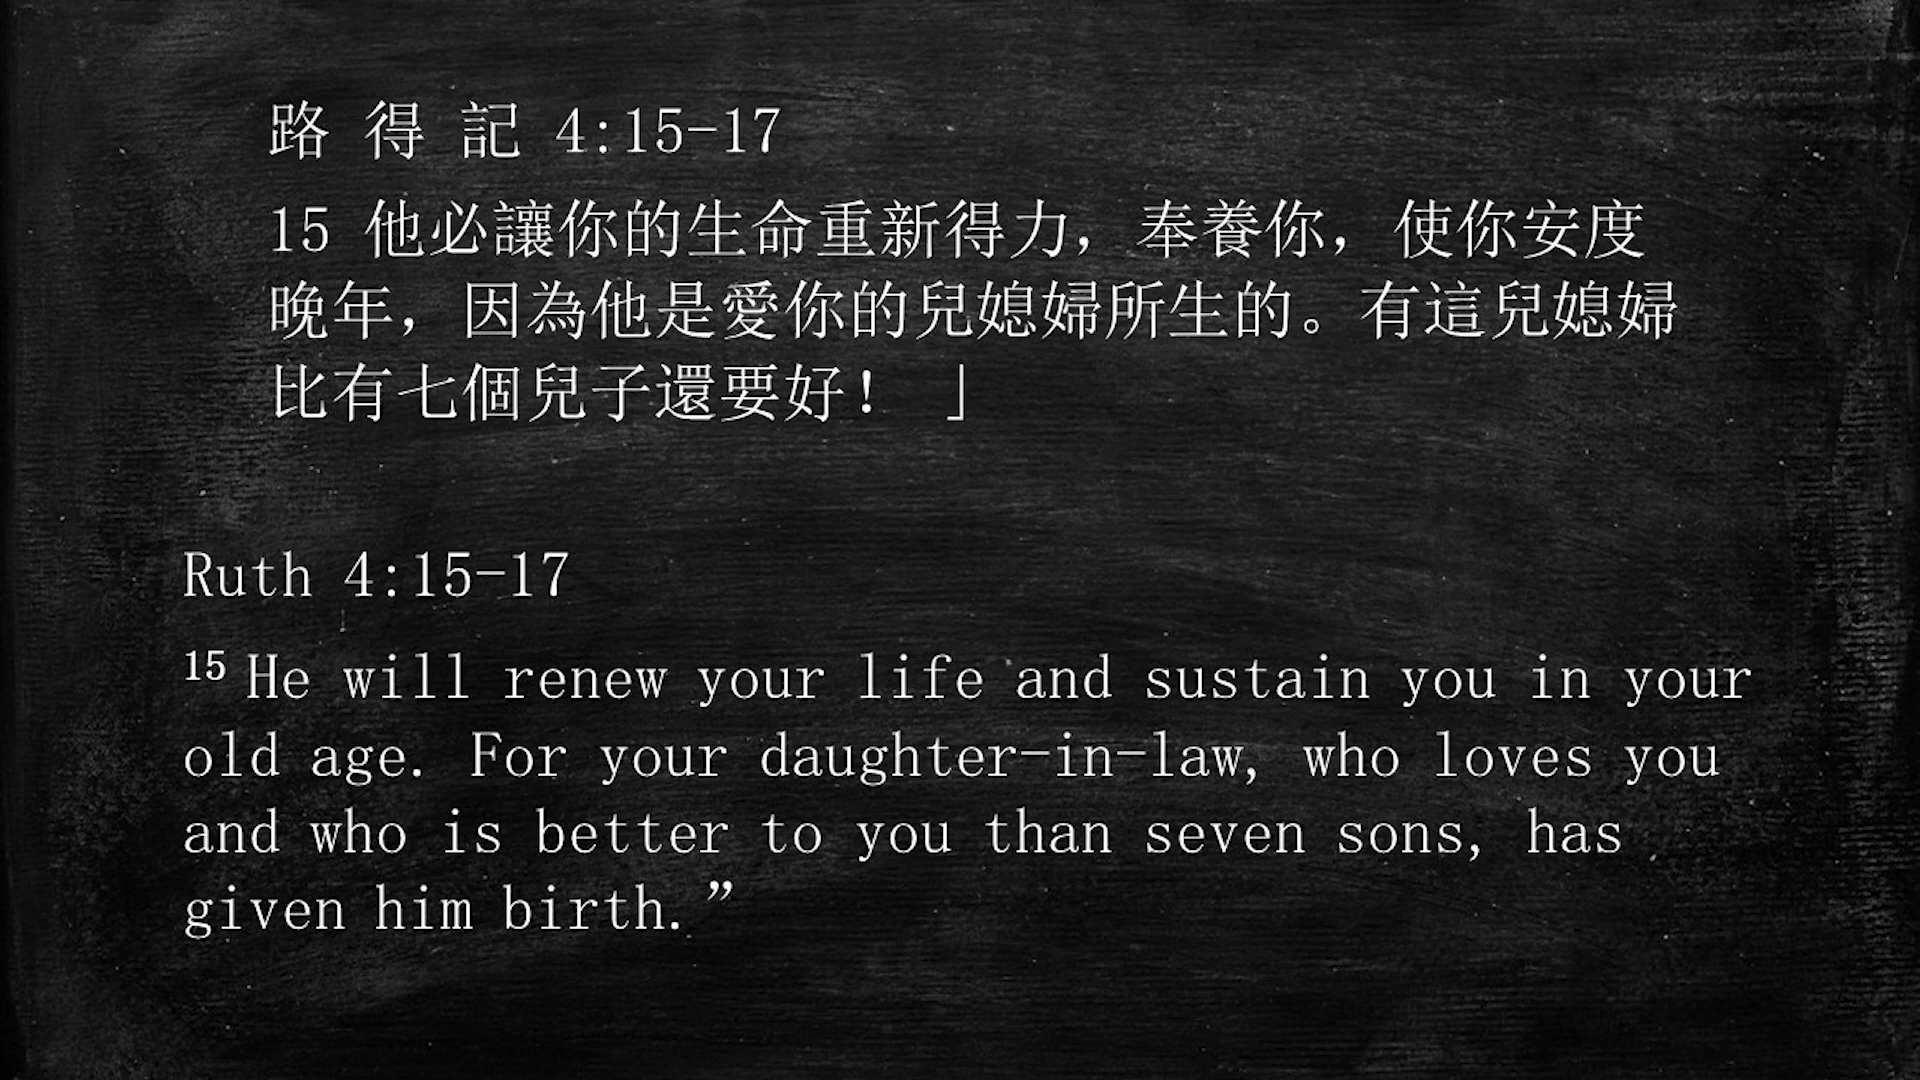 路 得 記 4:15-17
15 他必讓你的生命重新得力，奉養你，使你安度
晚年，因為他是愛你的兒媳婦所生的。有這兒媳婦
比有七個兒子還要好！ 」
Ruth 4:15-17
15 He will renew your life and sustain you in your
old age. For your daughter-in-law, who loves you
and who is better to you than seven sons, has
given him birth.”